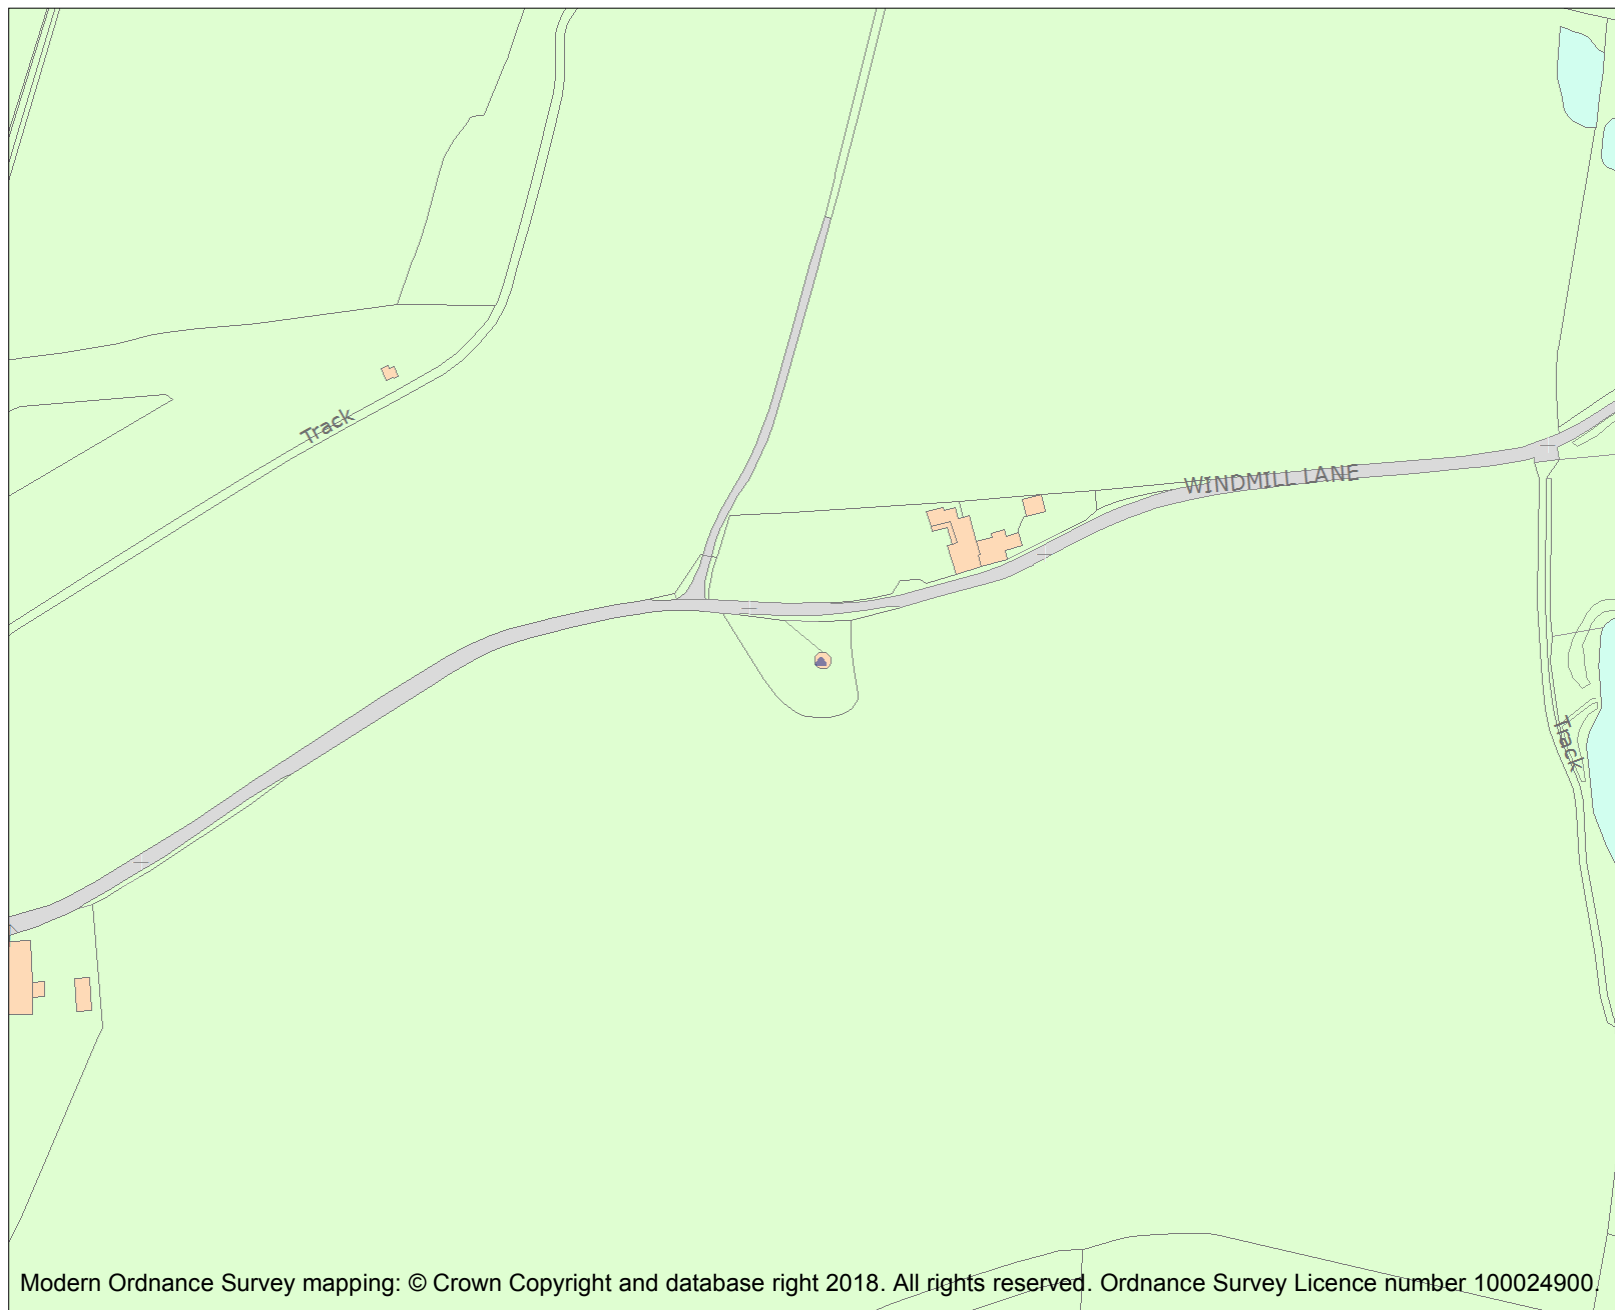 Track
WINDMILL LANE
Track
Modern Ordnance Survey mapping: © Crown Copyright and database right 2018. All rights reserved. Ordnance Survey Licence number 100024900.